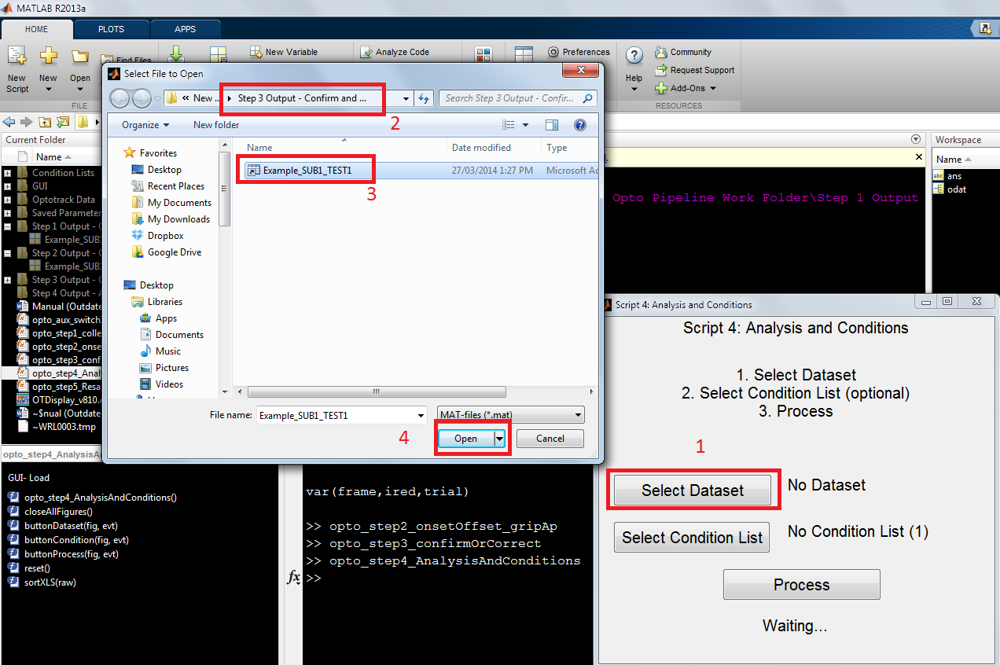 MATLAB R2013a
HOME PLOTS APPS
New Script
New
Open
Find Files
New Variable
Analyze Code
Preferences
Help
Community
Request Support
Add-Ons
FILE
RESOURCES
Select File to Open
« New ... Step 3 Output - Confirm and ...
Search Step 3 Output - Confir...
2
Organize New folder
Favorites
Desktop
Recent Places
My Documents
My Downloads
Dropbox
Google Drive
Desktop
Libraries
Apps
Documents
Music
Pictures
Videos
Name Date modified Type
Example_SUB1_TEST1 27/03/2014 1:27 PM Microsoft Ac
3
File name: Example_SUB1_TEST1 MAT-files (*.mat)
4
Open Cancel
Current Folder
Name
Condition Lists
GUI
Optotrack Data
Saved Parameter
Step 1 Output - C
Example_SUB1
Step 2 Output - C
Example_SUB1
Step 3 Output - C
Step 4 Output - A
Manual (Outdate
opto_aux_switch
opto_step1_colle
opto_step2_onse
opto_step3_conf
opto_step4_Anal
opto_step5_Resa
OTDisplay_v810.
~$nual (Outdate
~WRL0003.tmp
opto_step4_AnalysisA
GUI- Load
opto_step4_AnalysisAndConditions()
closeAllFigures()
buttonDataset(fig, evt)
buttonCondition(fig, evt)
buttonProcess(fig, evt)
reset()
sortXLS(raw)
Opto Pipeline Work Folder\Step 1 Output
var(frame,ired,trial)
>> opto_step2_onsetOffset_gripAp
>> opto_step3_confirmOrCorrect
>> opto_step4_AnalysisAndConditions
fx >>
Workspace
Name
abc ans
odat
Script 4: Analysis and Conditions
Script 4: Analysis and Conditions
1. Select Dataset
2. Select Condition List (optional)
3. Process
1
Select Dataset No Dataset
Select Condition List No Condition List (1)
Process
Waiting...